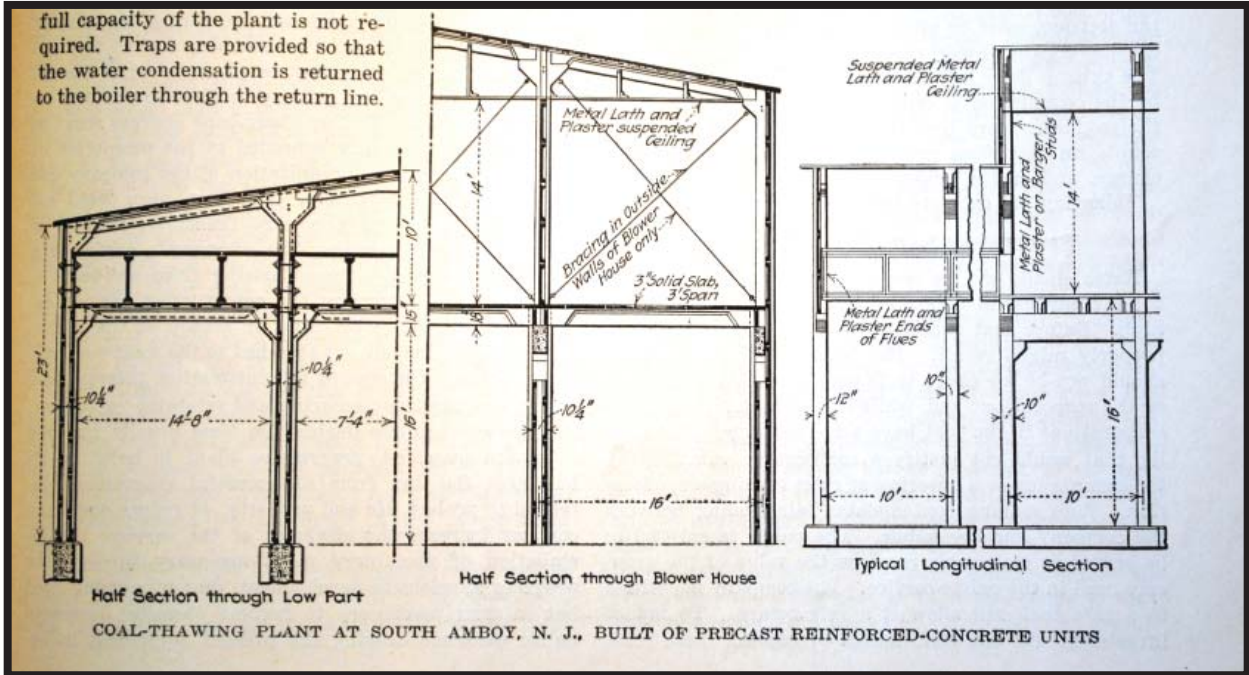 full capacity of the plant is not re-
quired. Traps are provided so that
the water condensation is returned
to the boiler through the return line.
Suspended Metal
Lath and Plaster
Ceiling
Metal Lath and
Plaster suspended
Ceiling
14'
10'
Bracing in Outside
Walls of Blower
House only
3" Solid Slab,
3' Span
Metal Lath and
Plaster on Barger
Studs
14'
Metal Lath and
Plaster Ends
of Flues
23'
10¼"
14'-8"
10¼"
7'-4"
16'
10¼"
16"
12"
10"
10"
16'
10'
10'
Half Section through Low Part
Half Section through Blower House
Typical Longitudinal Section
COAL-THAWING PLANT AT SOUTH AMBOY, N. J., BUILT OF PRECAST REINFORCED-CONCRETE UNITS